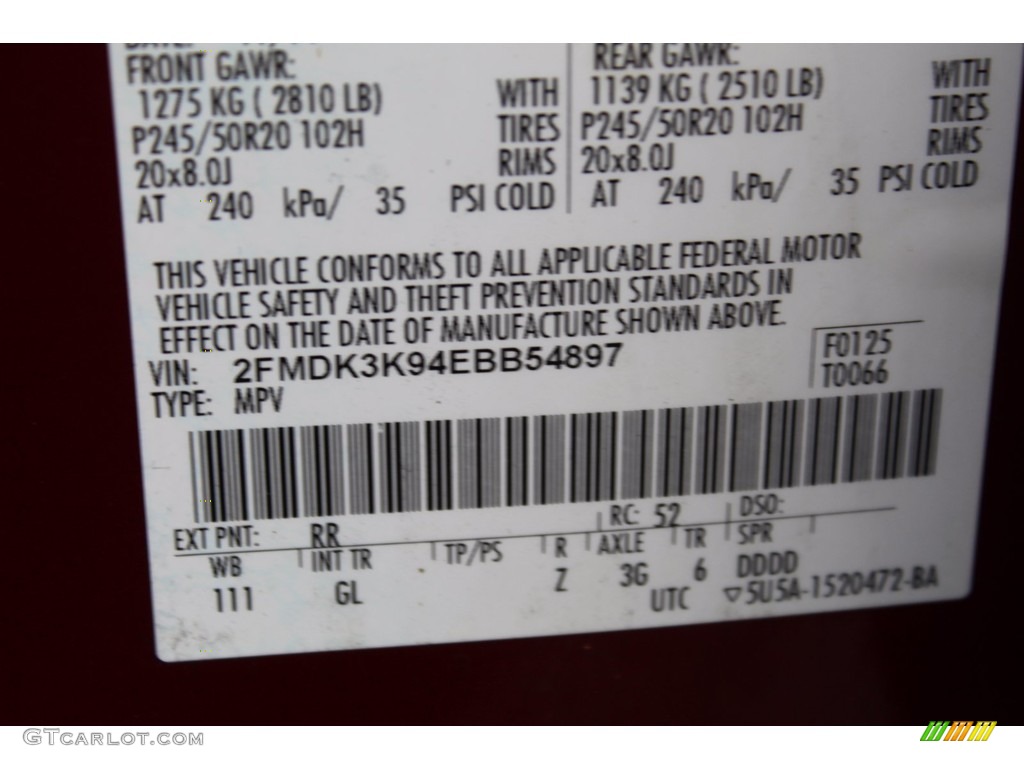 FRONT GAWR: REAR GAWR:
1275 KG ( 2810 LB) WITH 1139 KG ( 2510 LB) WITH
P245/50R20 102H TIRES P245/50R20 102H TIRES
20x8.0J RIMS 20x8.0J RIMS
AT 240 kPa/ 35 PSI COLD AT 240 kPa/ 35 PSI COLD
THIS VEHICLE CONFORMS TO ALL APPLICABLE FEDERAL MOTOR
VEHICLE SAFETY AND THEFT PREVENTION STANDARDS IN
EFFECT ON THE DATE OF MANUFACTURE SHOWN ABOVE.
VIN: 2FMDK3K94EBB54897 F0125
TYPE: MPV T0066
EXT PNT: RR RC: 52 DSO:
WB INT TR TP/PS R AXLE TR SPR
111 GL Z 3G 6 DDDD
UTC ▽5U5A-1520472-BA
GTCARLOT.COM